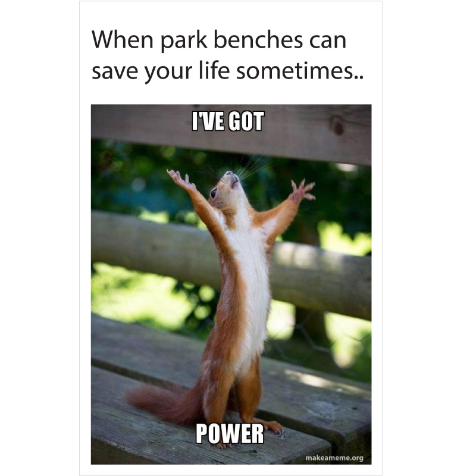 When park benches can
save your life sometimes..
I'VE GOT
POWER
makeameme.org